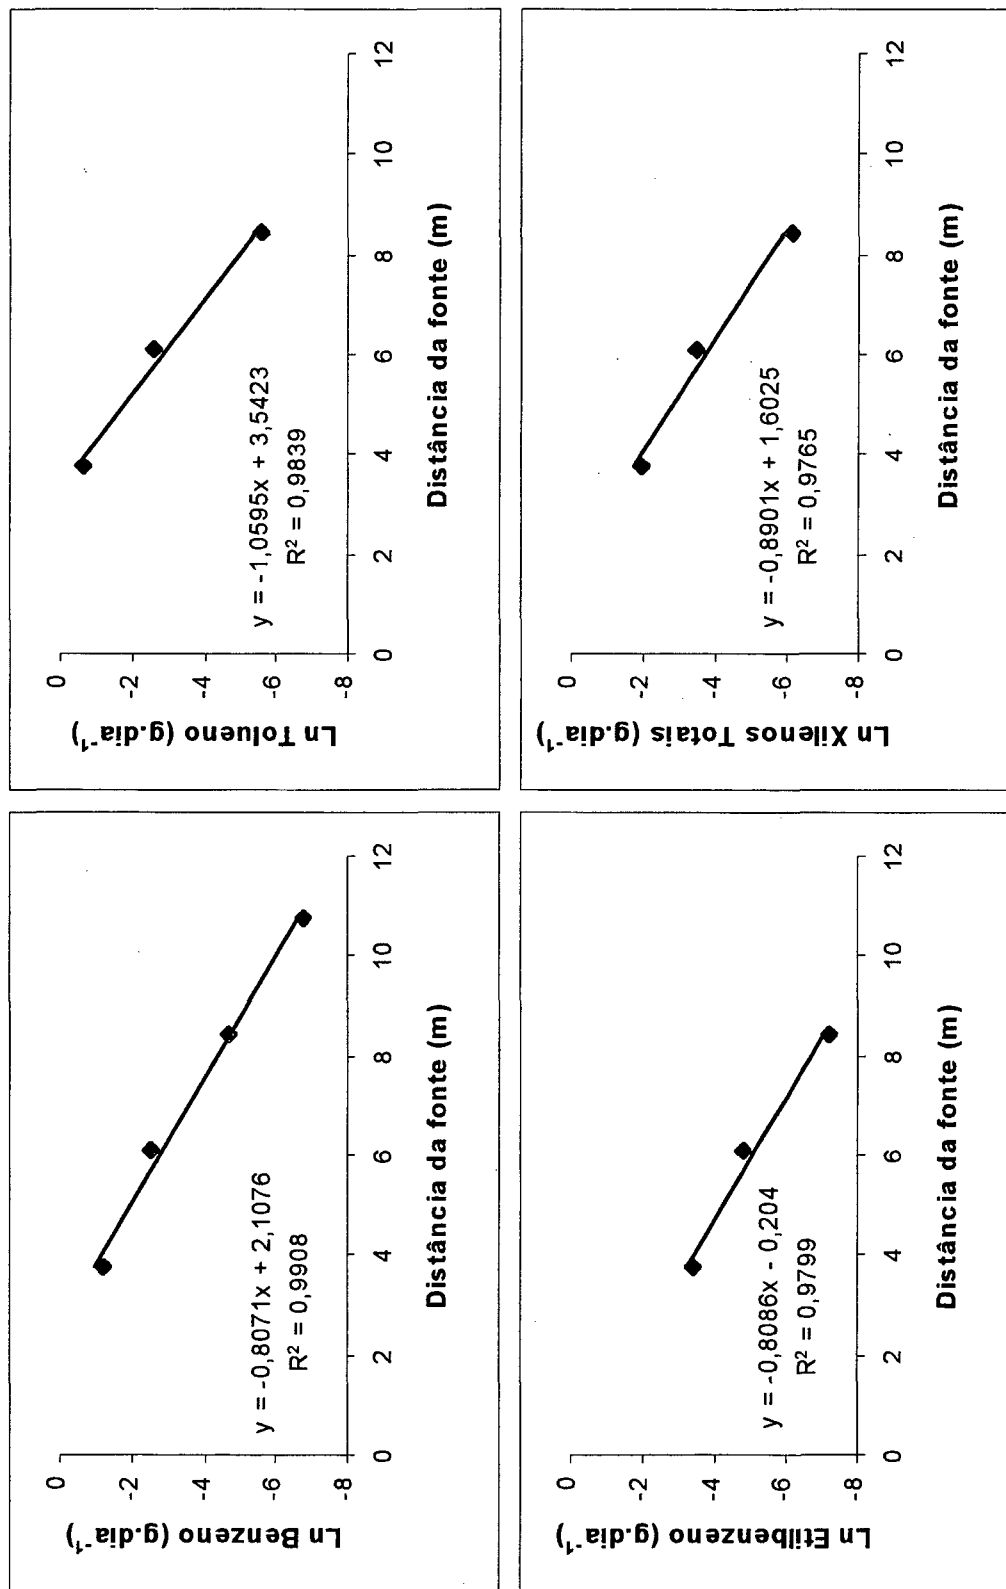 Ln Benzeno (g.dia⁻¹)
0
-2
-4
-6
-8
y = -0,8071x + 2,1076
R² = 0,9908
0 2 4 6 8 10 12
Distância da fonte (m)
Ln Tolueno (g.dia⁻¹)
0
-2
-4
-6
-8
y = -1,0595x + 3,5423
R² = 0,9839
0 2 4 6 8 10 12
Distância da fonte (m)
Ln Etilbenzeno (g.dia⁻¹)
0
-2
-4
-6
-8
y = -0,8086x - 0,204
R² = 0,9799
0 2 4 6 8 10 12
Distância da fonte (m)
Ln Xilenos Totais (g.dia⁻¹)
0
-2
-4
-6
-8
y = -0,8901x + 1,6025
R² = 0,9765
0 2 4 6 8 10 12
Distância da fonte (m)